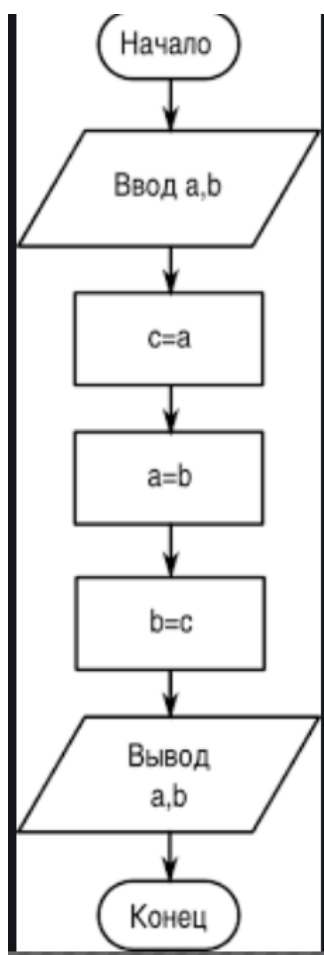 Начало
Ввод a,b
c=a
a=b
b=c
Вывод
a,b
Конец